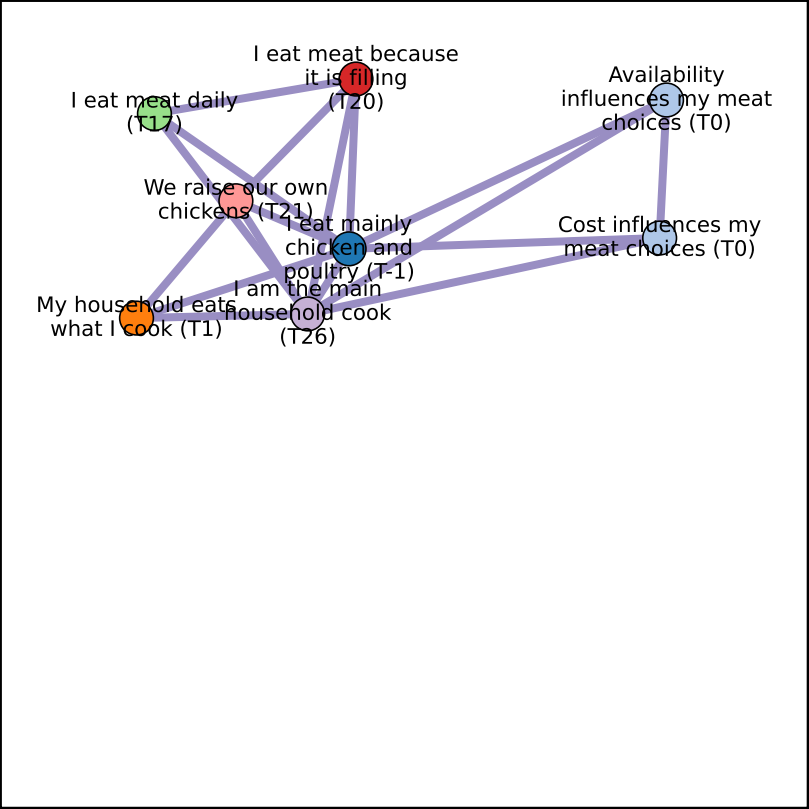 I eat meat because
it is filling
(T20)
I eat meat daily
(T17)
Availability
influences my meat
choices (T0)
We raise our own
chickens (T21)
I eat mainly
chicken and
poultry (T-1)
Cost influences my
meat choices (T0)
My household eats
what I cook (T1)
I am the main
household cook
(T26)